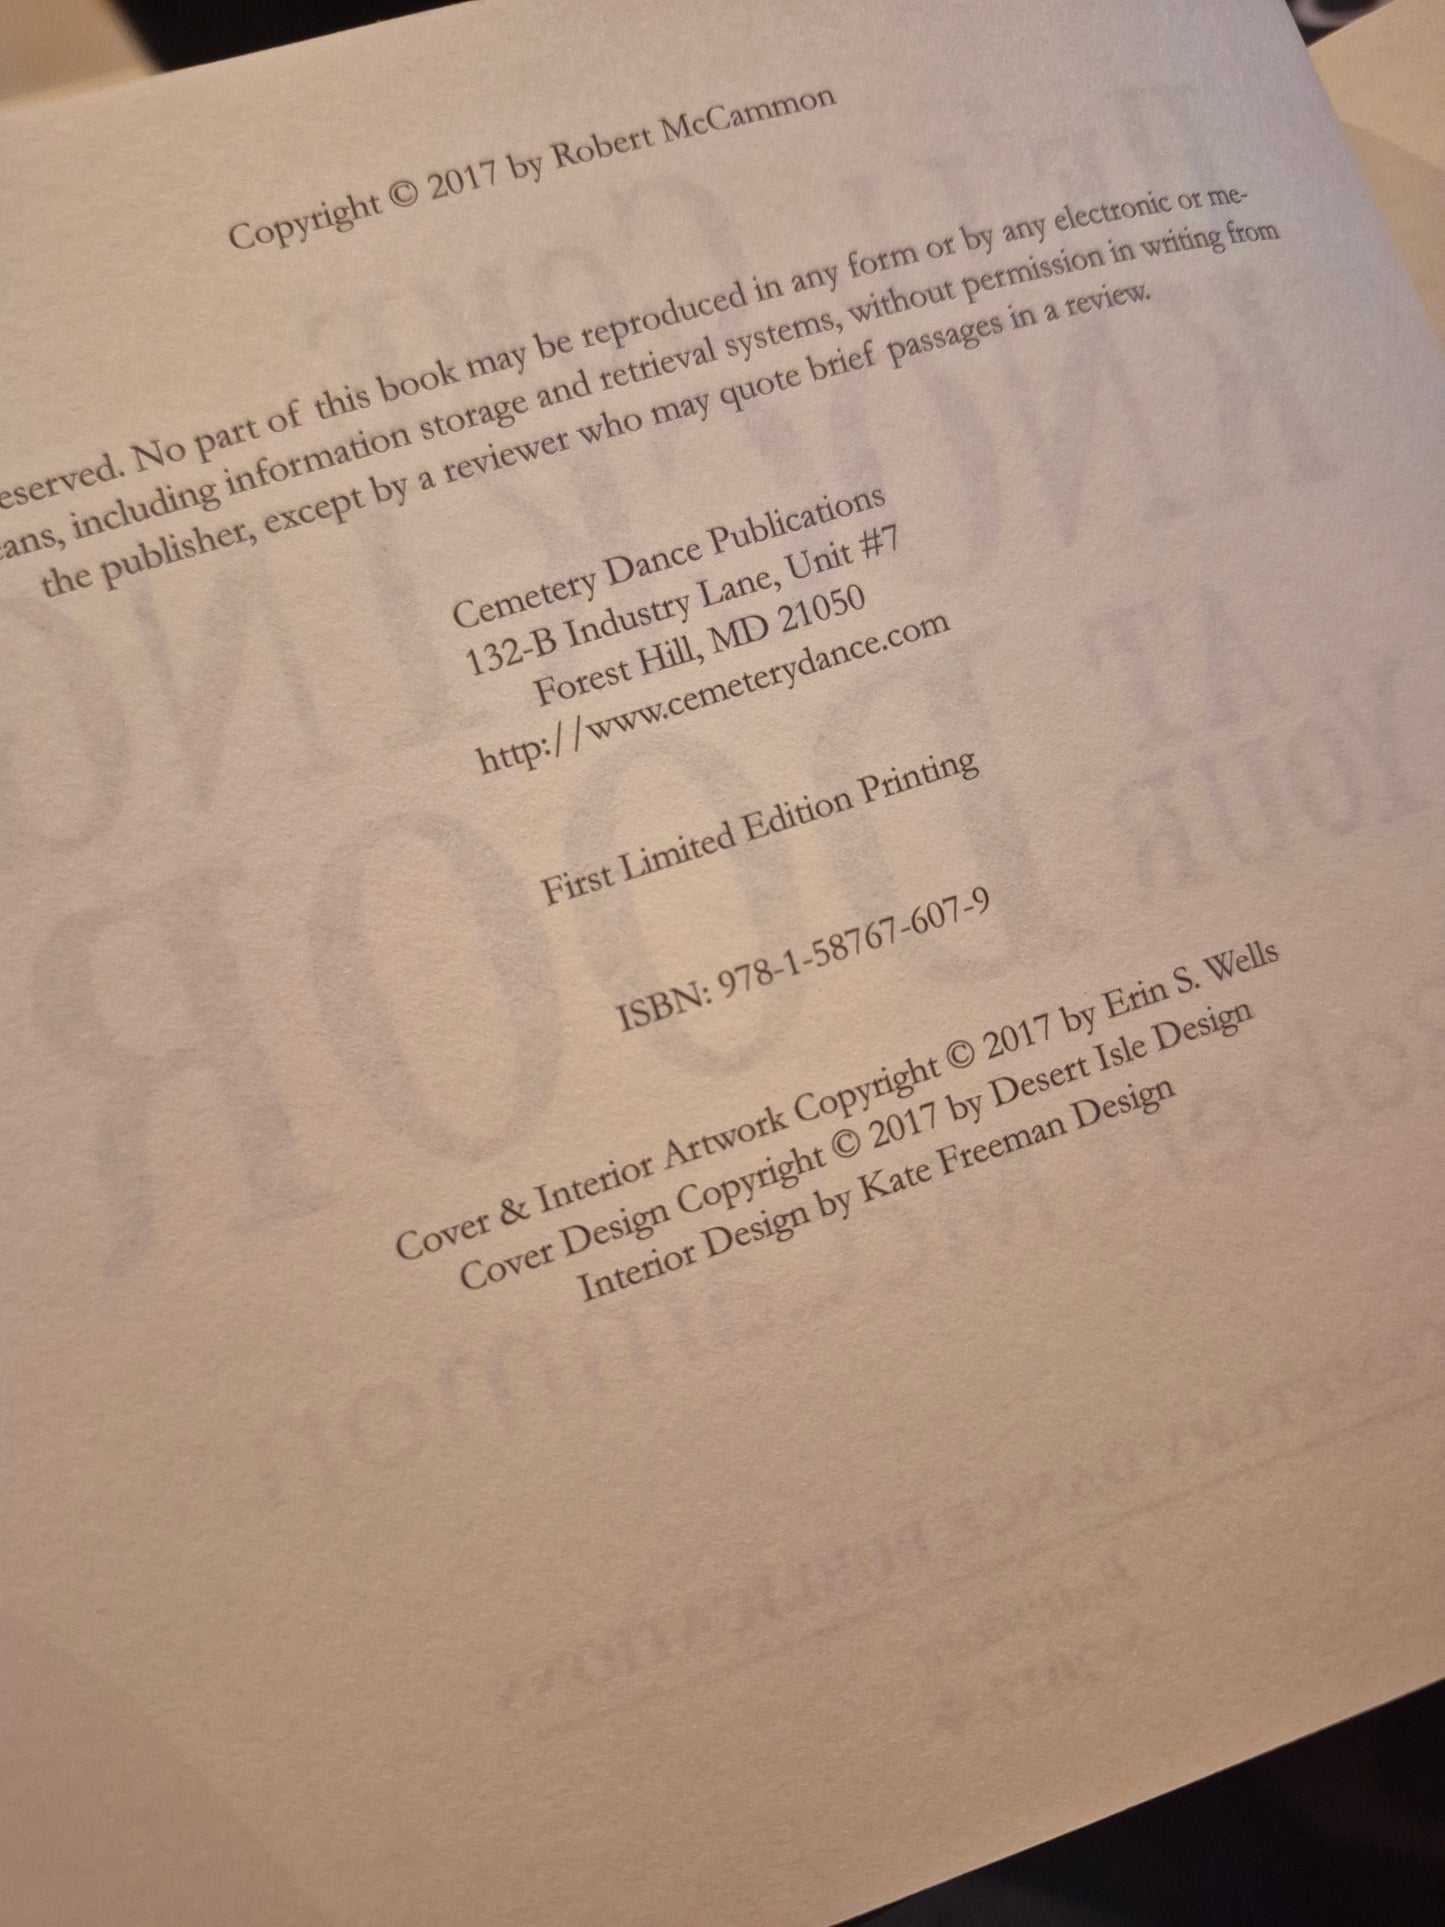 Copyright © 2017 by Robert McCammon
eserved. No part of this book may be reproduced in any form or by any electronic or me-
eans, including information storage and retrieval systems, without permission in writing from
the publisher, except by a reviewer who may quote brief passages in a review.
Cemetery Dance Publications
132-B Industry Lane, Unit #7
Forest Hill, MD 21050
http://www.cemeterydance.com
First Limited Edition Printing
ISBN: 978-1-58767-607-9
Cover & Interior Artwork Copyright © 2017 by Erin S. Wells
Cover Design Copyright © 2017 by Desert Isle Design
Interior Design by Kate Freeman Design